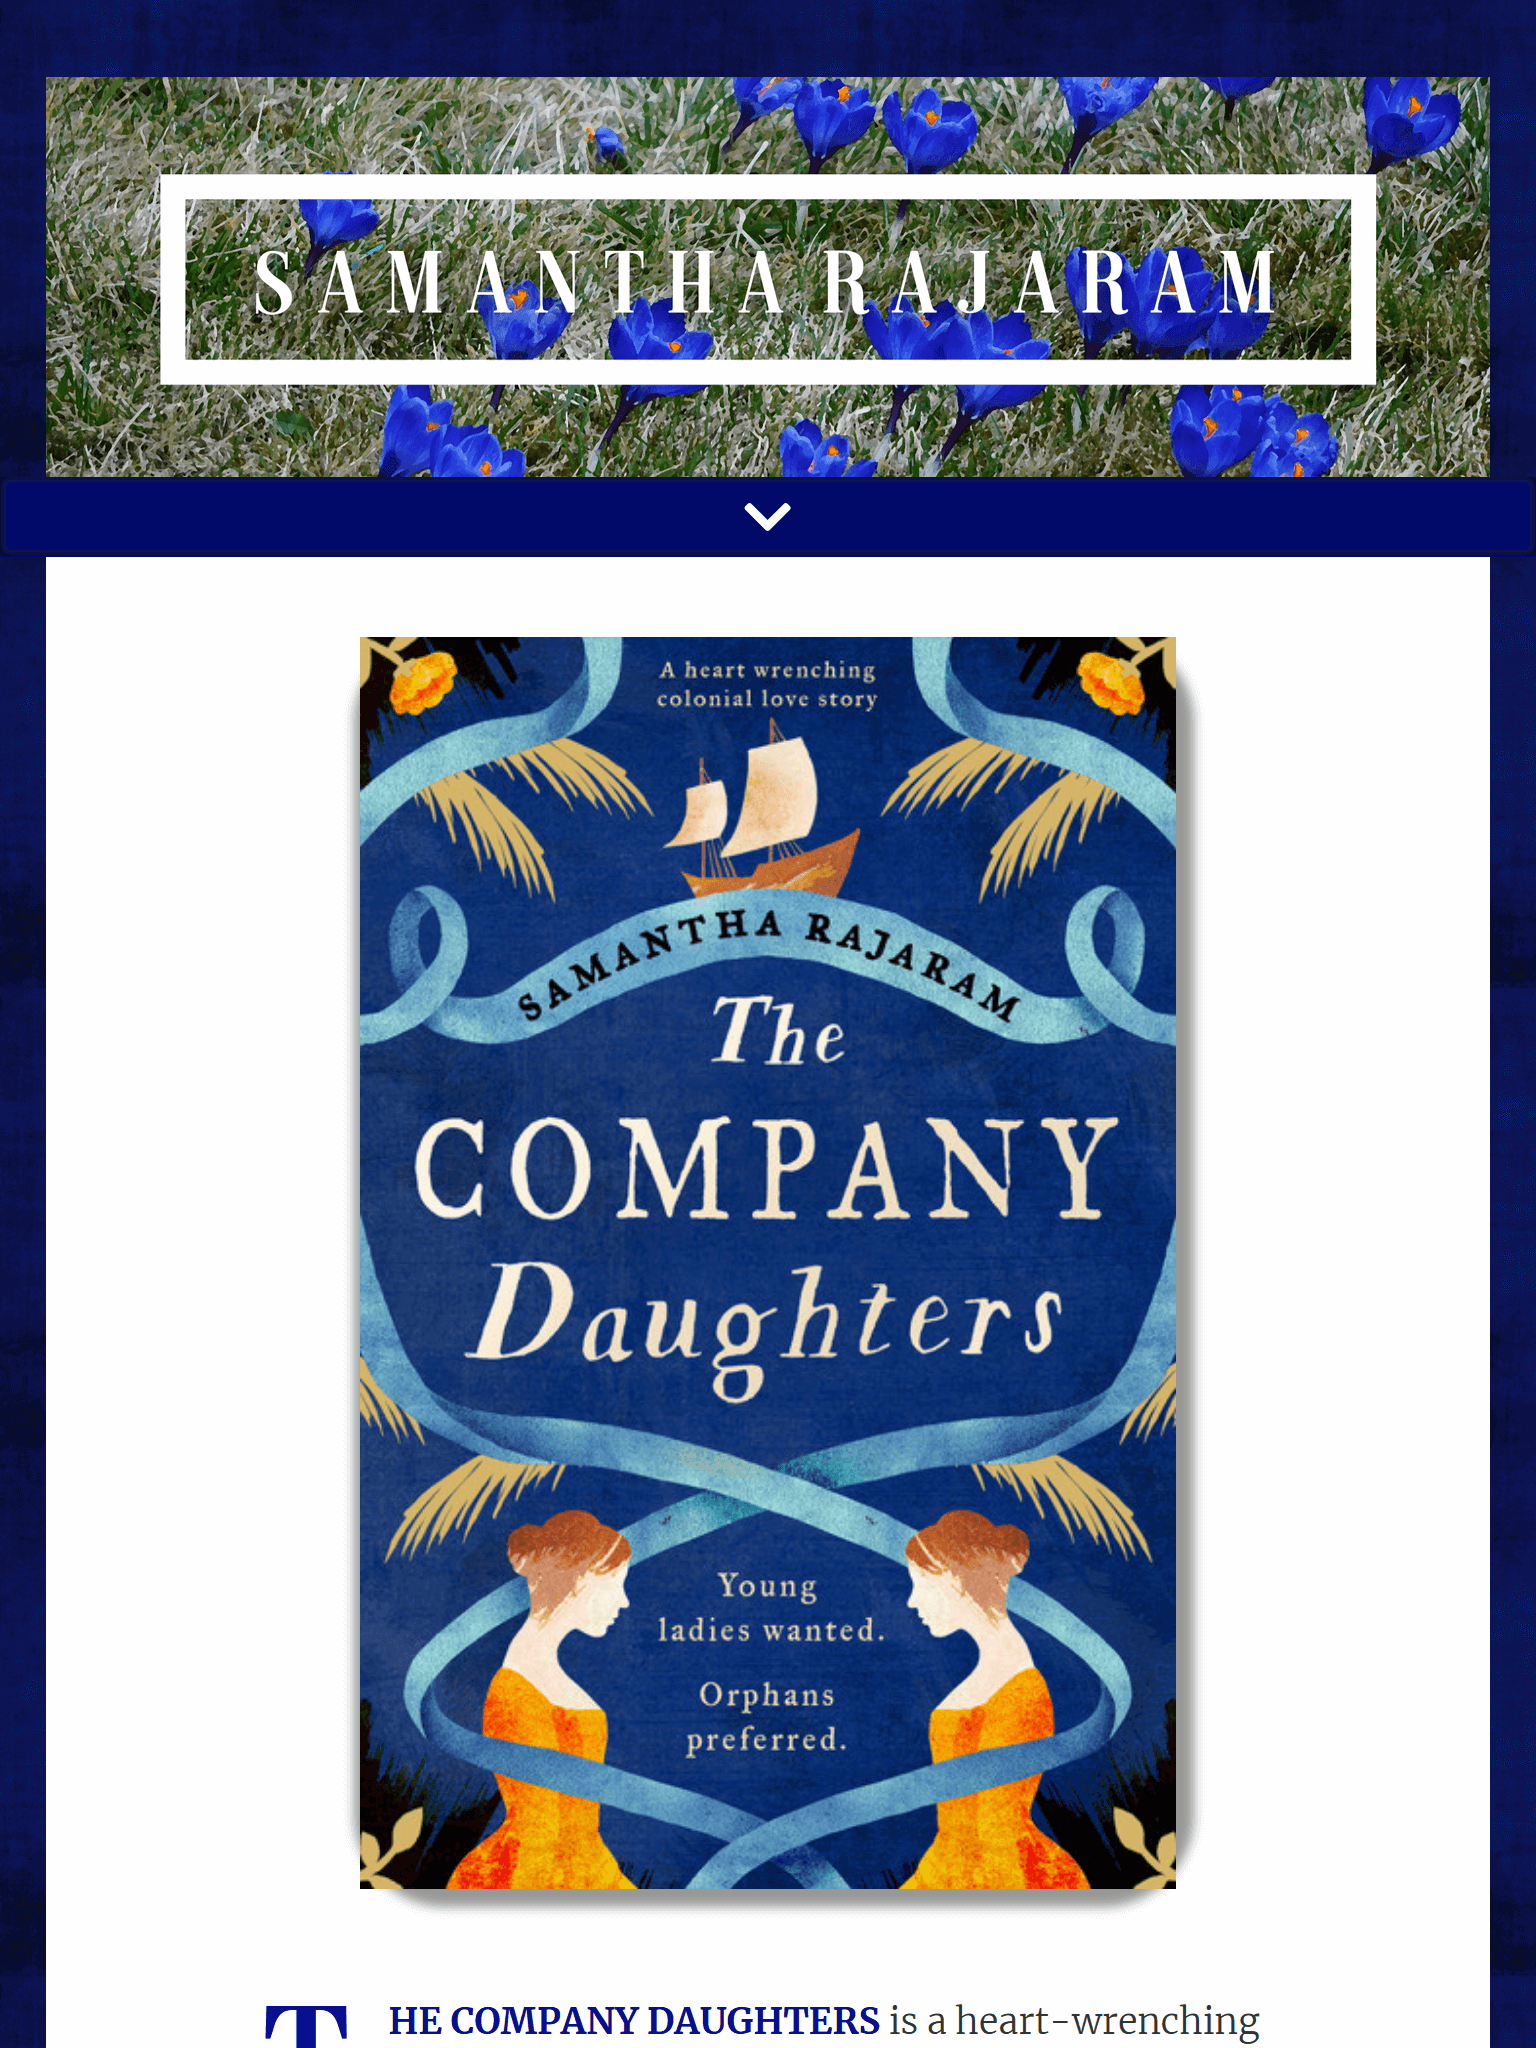 SAMANTHA RAJARAM
A heart wrenching
colonial love story
SAMANTHA RAJARAM
The
COMPANY
Daughters
Young
ladies wanted.
Orphans
preferred.
THE COMPANY DAUGHTERS is a heart-wrenching